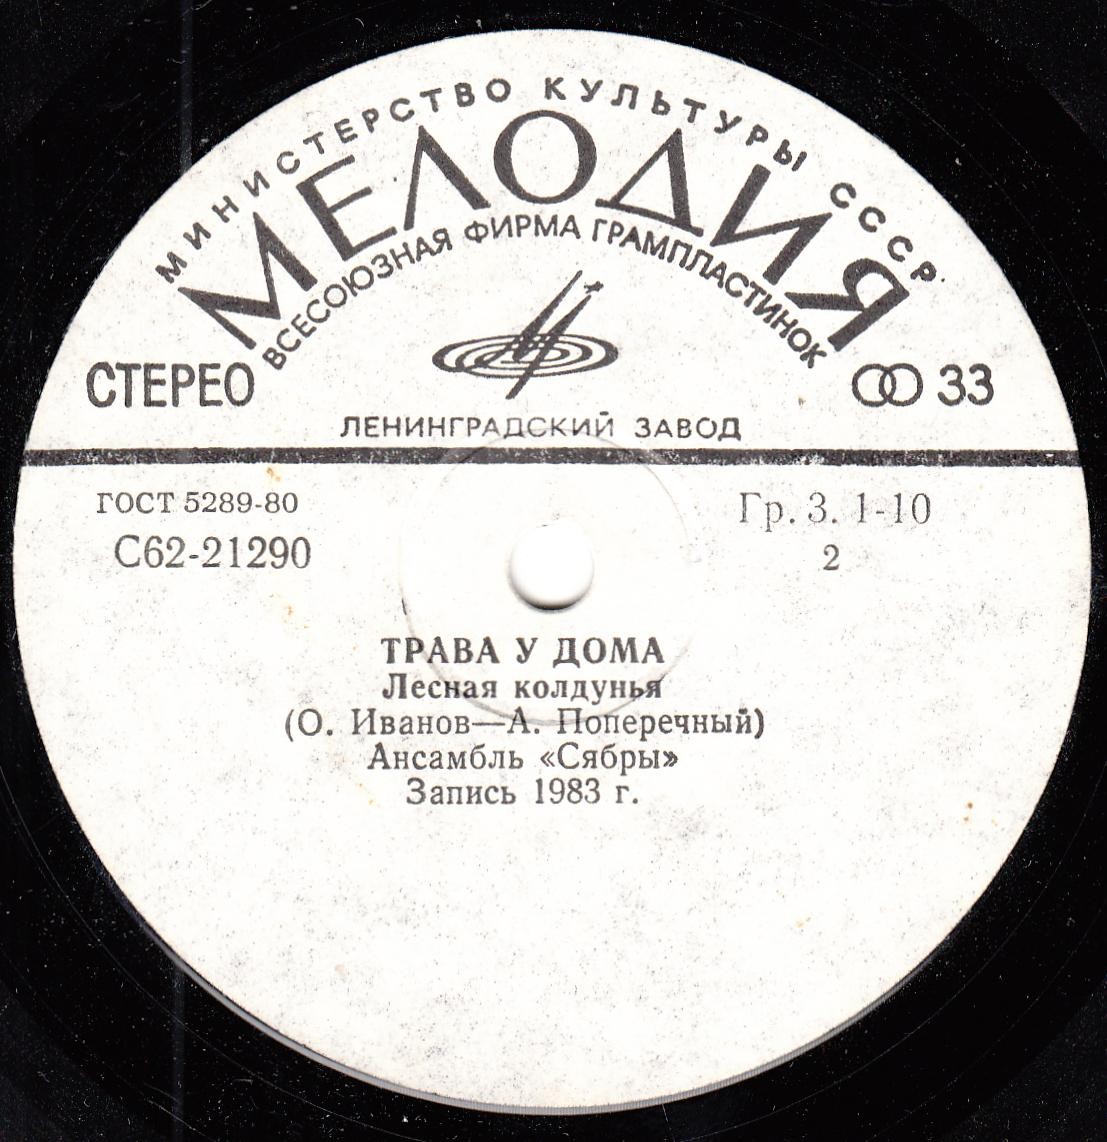 МИНИСТЕРСТВО КУЛЬТУРЫ СССР
МЕЛОДИЯ
ВСЕСОЮЗНАЯ ФИРМА ГРАМПЛАСТИНОК
СТЕРЕО
33
ЛЕНИНГРАДСКИЙ ЗАВОД
ГОСТ 5289-80
Гр. 3. 1-10
С62-21290
2
ТРАВА У ДОМА
Лесная колдунья
(О. Иванов—А. Поперечный)
Ансамбль «Сябры»
Запись 1983 г.